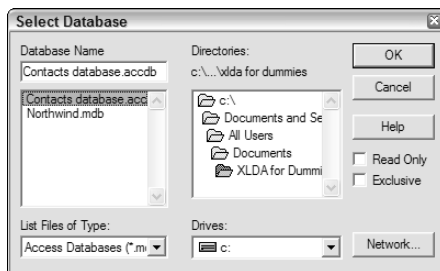 Select Database
Database Name
Contacts database.accdb
Contacts database.acc
Northwind.mdb
List Files of Type:
Access Databases (*.m
Directories:
c:\...\xlda for dummies
c:\
Documents and Se
All Users
Documents
XLDA for Dummi
Drives:
c:
OK
Cancel
Help
Read Only
Exclusive
Network...